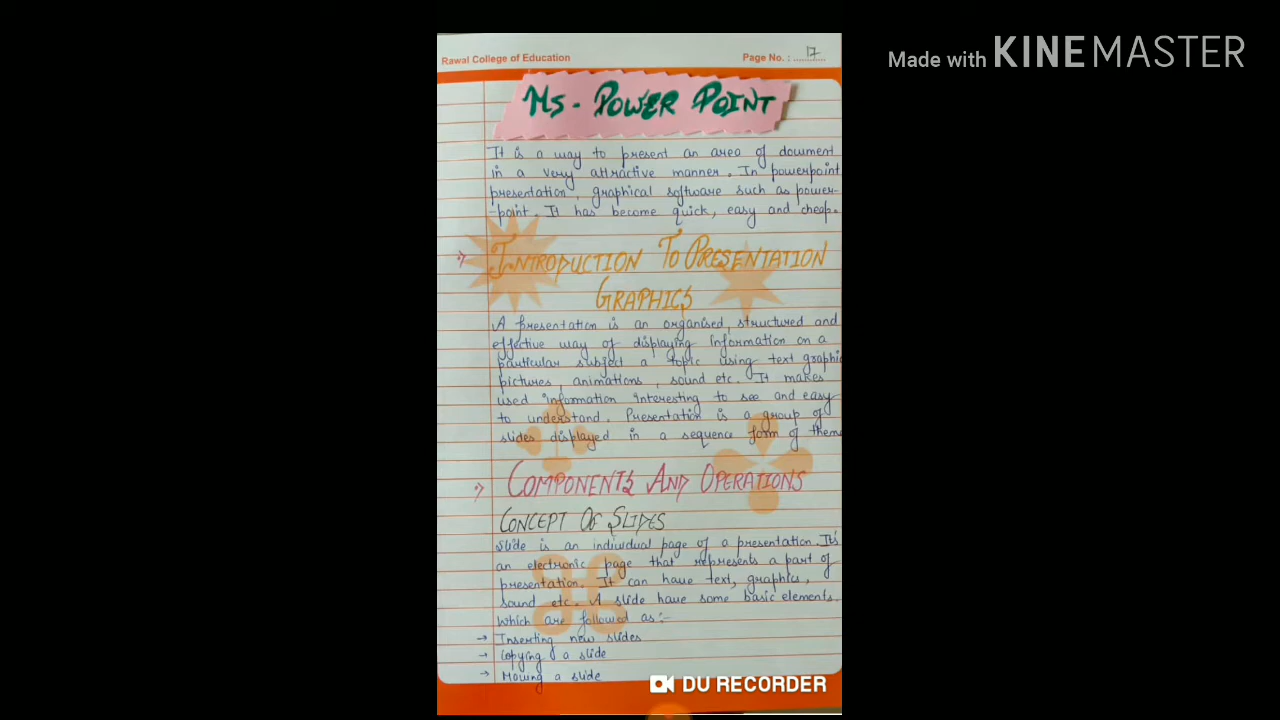 Made with KINEMASTER
Rawal College of Education
Page No. : 17
Ms - POWER POINT
It is a way to present an area of document
in a very attractive manner. In powerpoint
presentation, graphical software such as power-
-point. It has become quick, easy and cheap.
INTRODUCTION TO PRESENTATION
GRAPHICS
A presentation is an organised, structured and
effective way of displaying information on a
particular subject a topic using text graphic
pictures, animations, sound etc. It makes
used information interesting to see and easy
to understand. Presentation is a group of
slides displayed in a sequence form of theme
COMPONENTS AND OPERATIONS
CONCEPT OF SLIDES
Slide is an individual page of a presentation. It's
an electronic page that represents a part of
presentation. It can have text, graphics,
sound etc. A slide have some basic elements.
Which are followed as:-
→ Inserting new slides
→ Copying a slide
→ Moving a slide
DU RECORDER